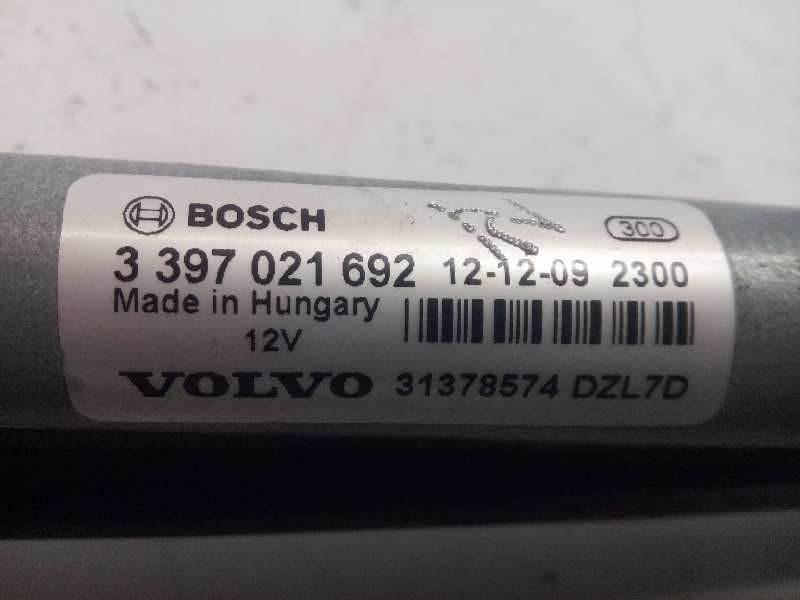 BOSCH 300
3 397 021 692 12-12-09 2300
Made in Hungary
12V
VOLVO 31378574 DZL7D